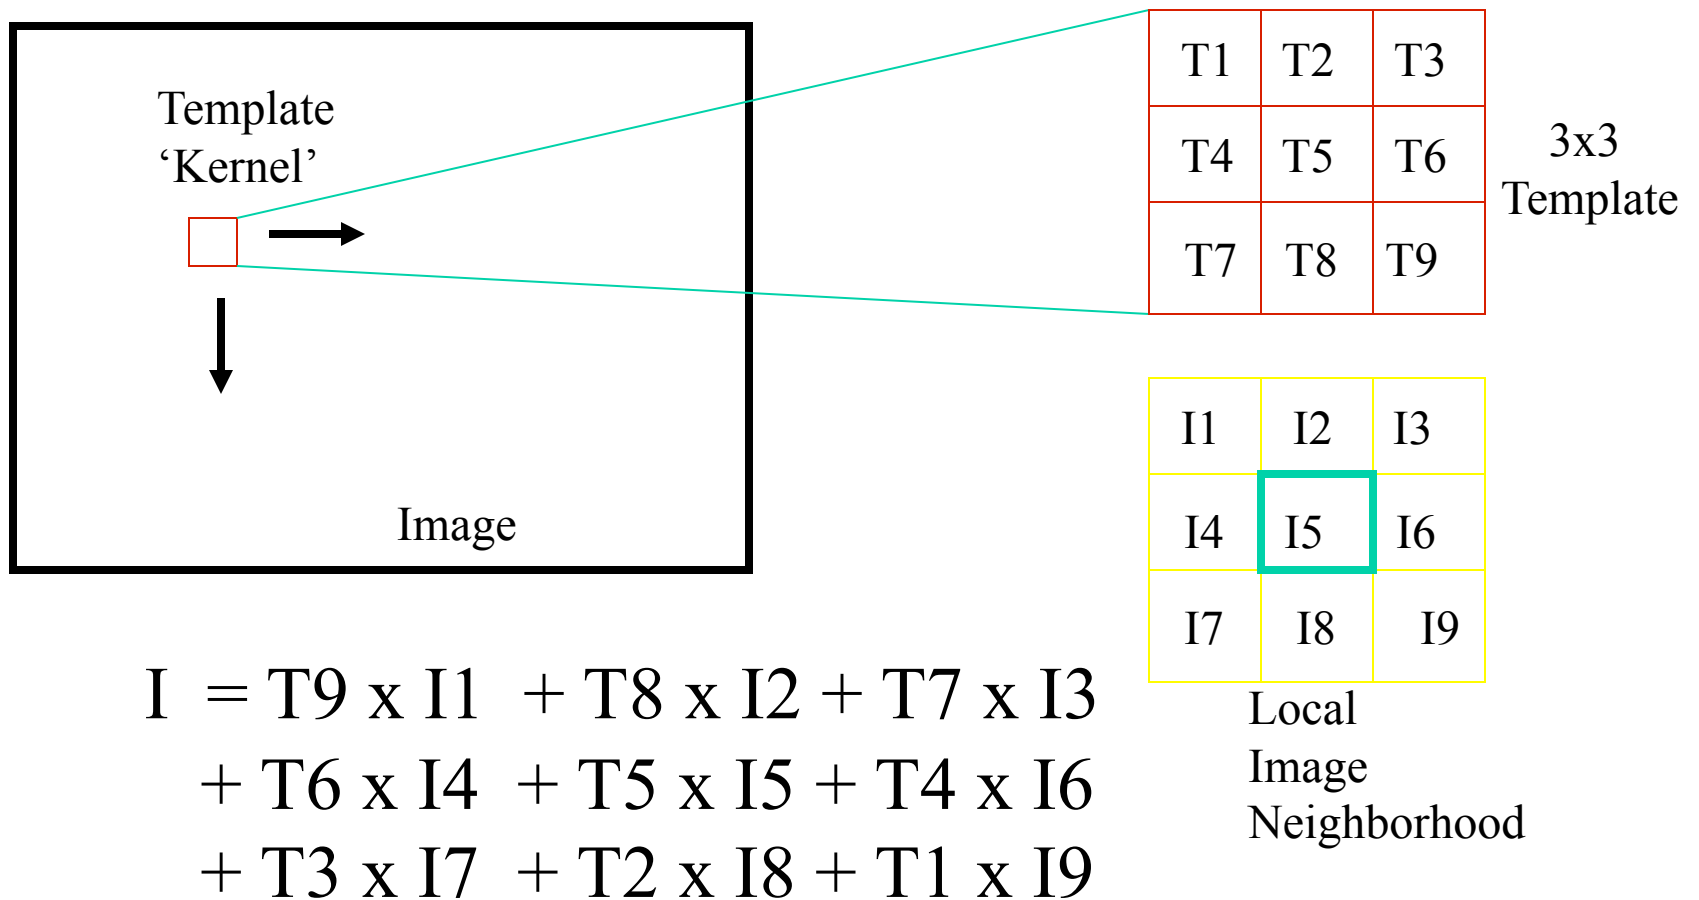 Template
‘Kernel’
Image
T1 T2 T3
T4 T5 T6
T7 T8 T9
3x3
Template
I1 I2 I3
I4 I5 I6
I7 I8 I9
Local
Image
Neighborhood
I = T9 x I1 + T8 x I2 + T7 x I3
+ T6 x I4 + T5 x I5 + T4 x I6
+ T3 x I7 + T2 x I8 + T1 x I9